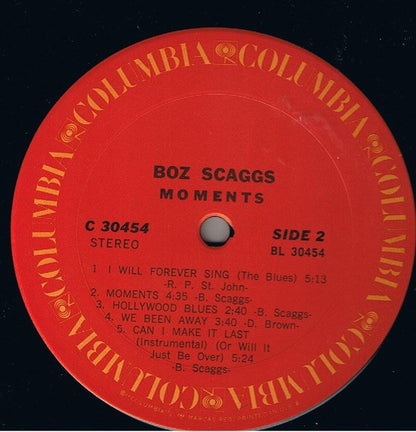 COLUMBIA COLUMBIA COLUMBIA COLUMBIA COLUMBIA COLUMBIA
BOZ SCAGGS
MOMENTS
C 30454
STEREO
SIDE 2
BL 30454
1 I WILL FOREVER SING (The Blues) 5:13
-R. P. St. John-
2. MOMENTS 4:35 -B. Scaggs-
3. HOLLYWOOD BLUES 2:40 -B. Scaggs-
4. WE BEEN AWAY 3:40 -D. Brown-
5. CAN I MAKE IT LAST
(Instrumental) (Or Will It
Just Be Over) 5:24
-B. Scaggs-